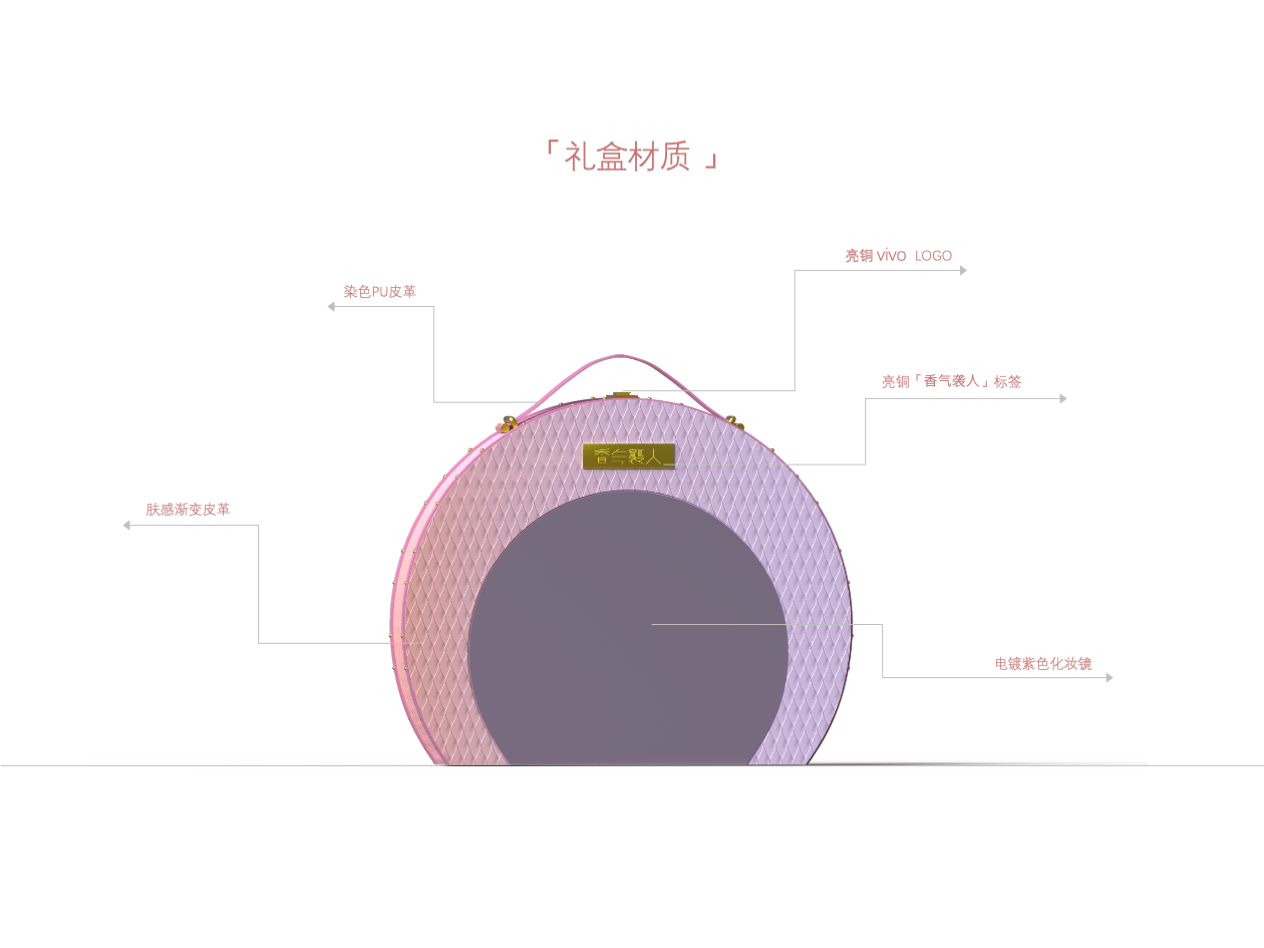 「礼盒材质 」
亮铜 vivo LOGO
染色PU皮革
亮铜「香气袭人」标签
香气襲人
肤感渐变皮革
电镀紫色化妆镜